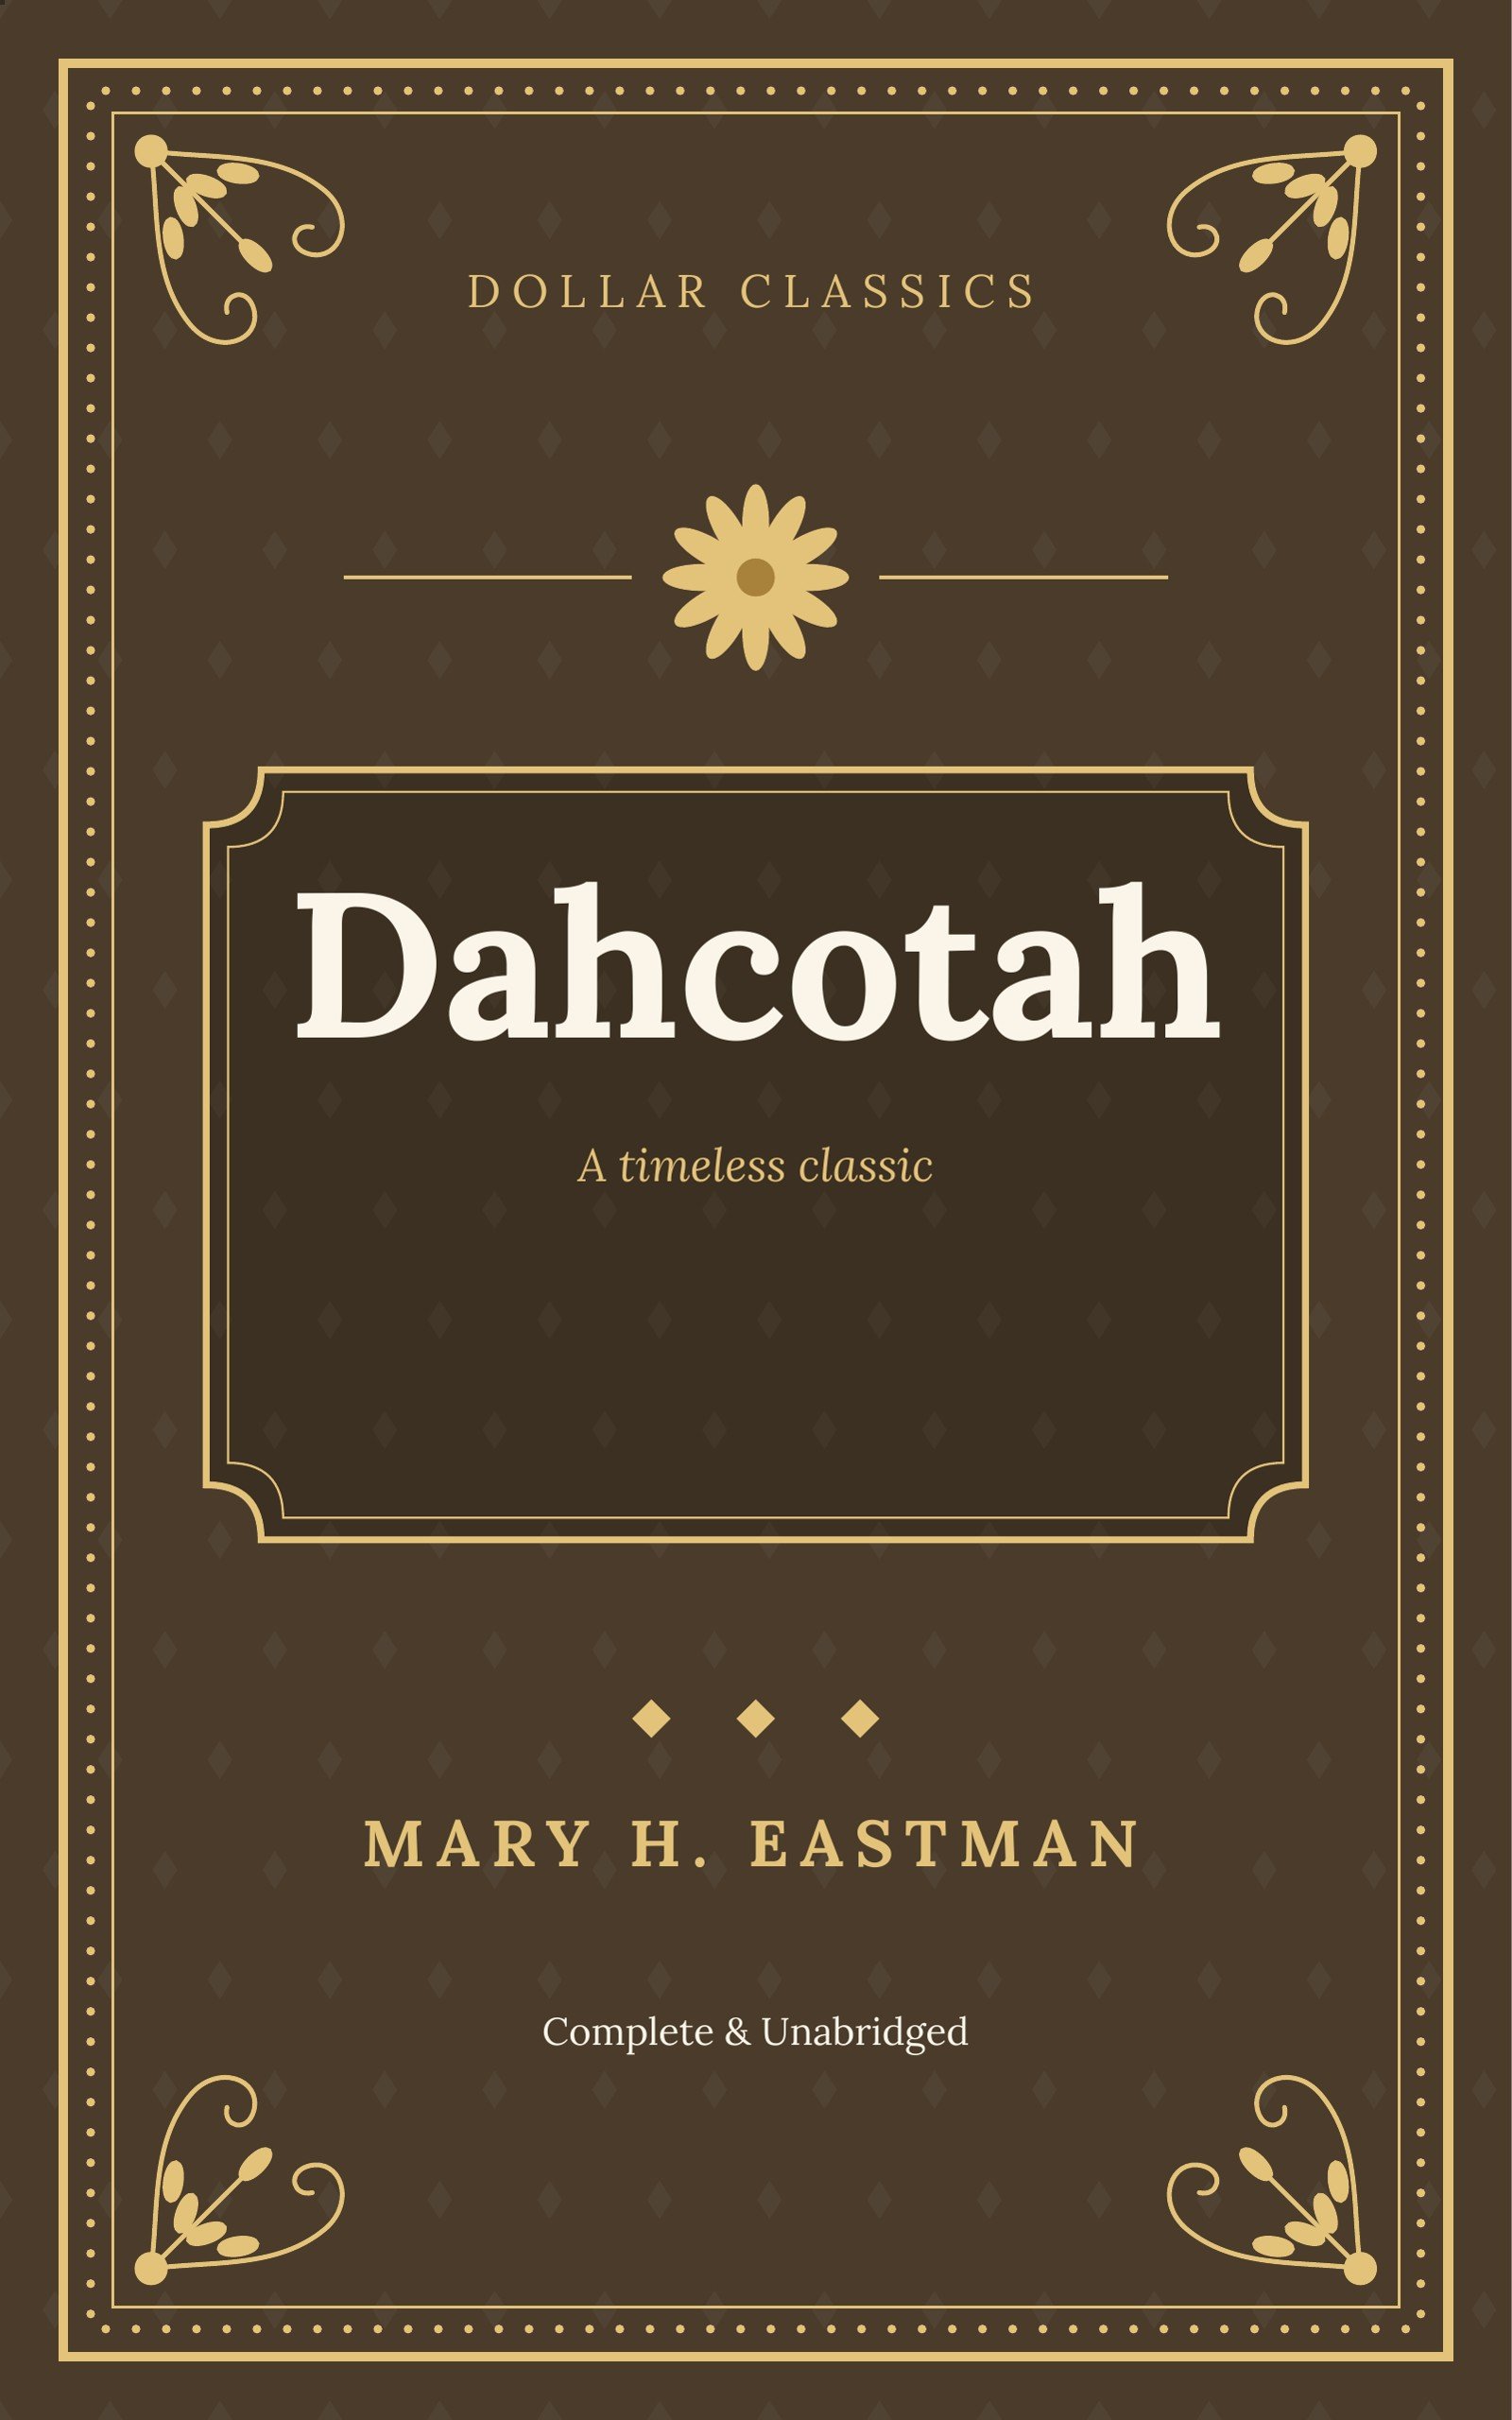 DOLLAR CLASSICS
Dahcotah
A timeless classic
MARY H. EASTMAN
Complete & Unabridged